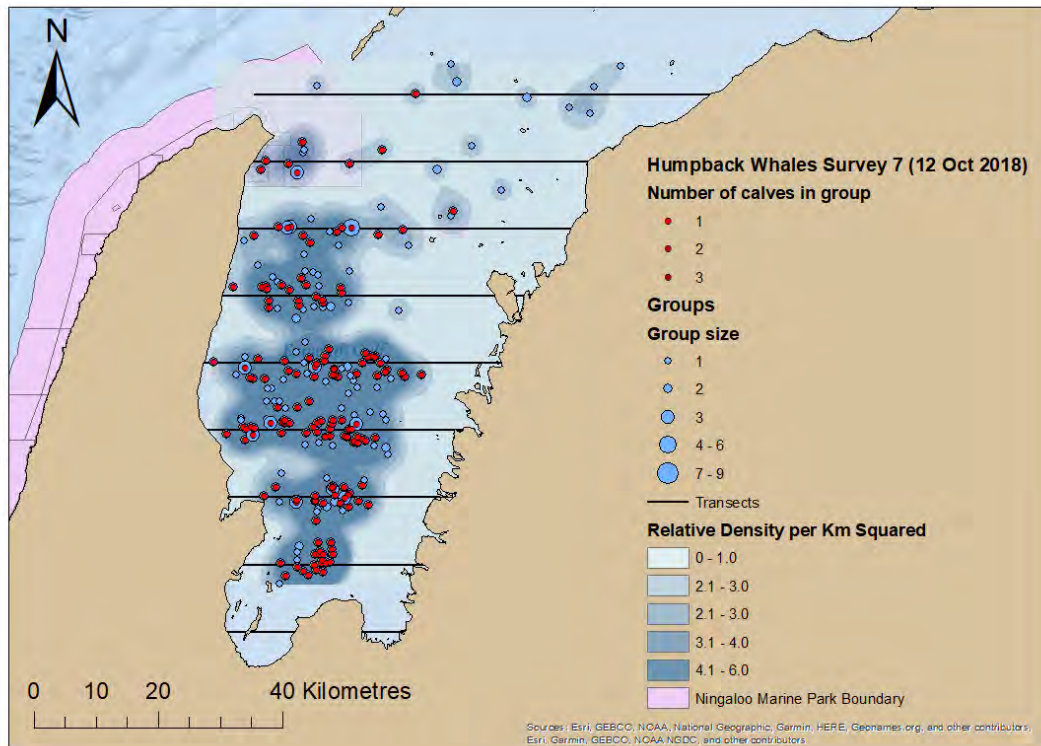 N
Humpback Whales Survey 7 (12 Oct 2018)
Number of calves in group
1
2
3
Groups
Group size
1
2
3
4 - 6
7 - 9
Transects
Relative Density per Km Squared
0 - 1.0
2.1 - 3.0
2.1 - 3.0
3.1 - 4.0
4.1 - 6.0
Ningaloo Marine Park Boundary
0 10 20 40 Kilometres
Sources: Esri, GEBCO, NOAA, National Geographic, Garmin, HERE, Geonames.org, and other contributors,
Esri, Garmin, GEBCO, NOAA NGDC, and other contributors